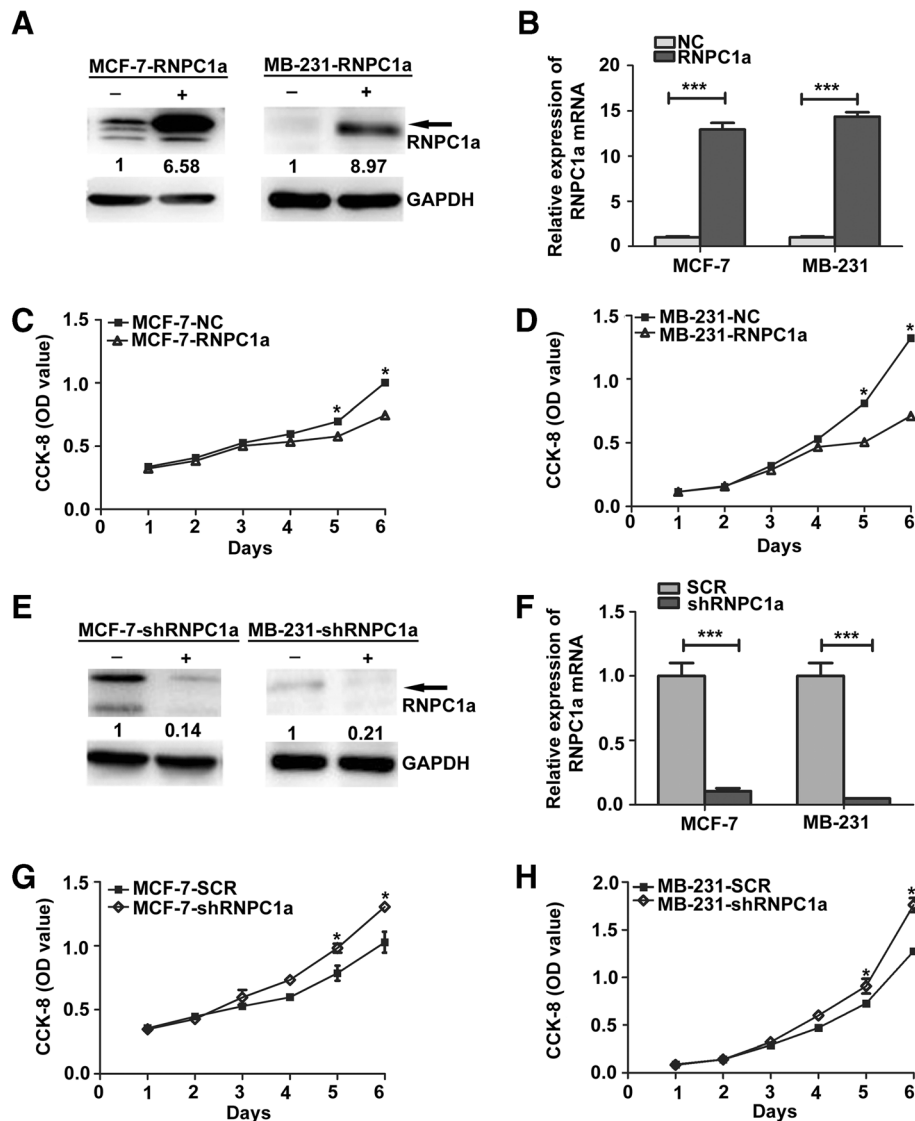 A
MCF-7-RNPC1a MB-231-RNPC1a
– + – +
RNPC1a
1 6.58 1 8.97
GAPDH
B
NC
RNPC1a
Relative expression of
RNPC1a mRNA
20
15
10
5
0
*** ***
MCF-7 MB-231
C
MCF-7-NC
MCF-7-RNPC1a
CCK-8 (OD value)
1.5
1.0
0.5
0.0
* *
0 1 2 3 4 5 6
Days
D
MB-231-NC
MB-231-RNPC1a
CCK-8 (OD value)
1.5
1.0
0.5
0.0
* *
0 1 2 3 4 5 6
Days
E
MCF-7-shRNPC1a MB-231-shRNPC1a
– + – +
RNPC1a
1 0.14 1 0.21
GAPDH
F
SCR
shRNPC1a
Relative expression of
RNPC1a mRNA
1.5
1.0
0.5
0.0
*** ***
MCF-7 MB-231
G
MCF-7-SCR
MCF-7-shRNPC1a
CCK-8 (OD value)
1.5
1.0
0.5
0.0
* *
0 1 2 3 4 5 6
Days
H
MB-231-SCR
MB-231-shRNPC1a
CCK-8 (OD value)
2.0
1.5
1.0
0.5
0.0
* *
0 1 2 3 4 5 6
Days